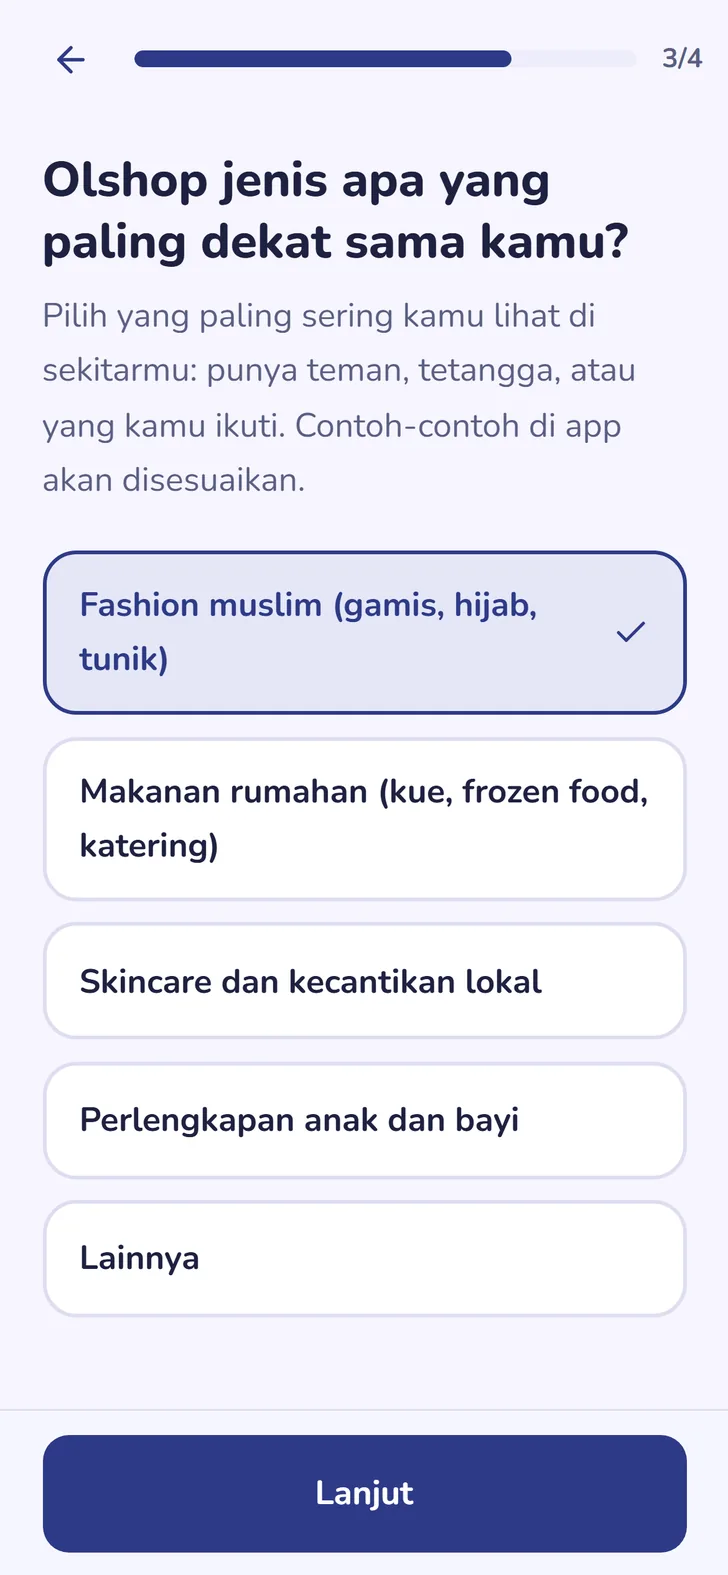 3/4
Olshop jenis apa yang
paling dekat sama kamu?
Pilih yang paling sering kamu lihat di
sekitarmu: punya teman, tetangga, atau
yang kamu ikuti. Contoh-contoh di app
akan disesuaikan.
Fashion muslim (gamis, hijab,
tunik)
Makanan rumahan (kue, frozen food,
katering)
Skincare dan kecantikan lokal
Perlengkapan anak dan bayi
Lainnya
Lanjut